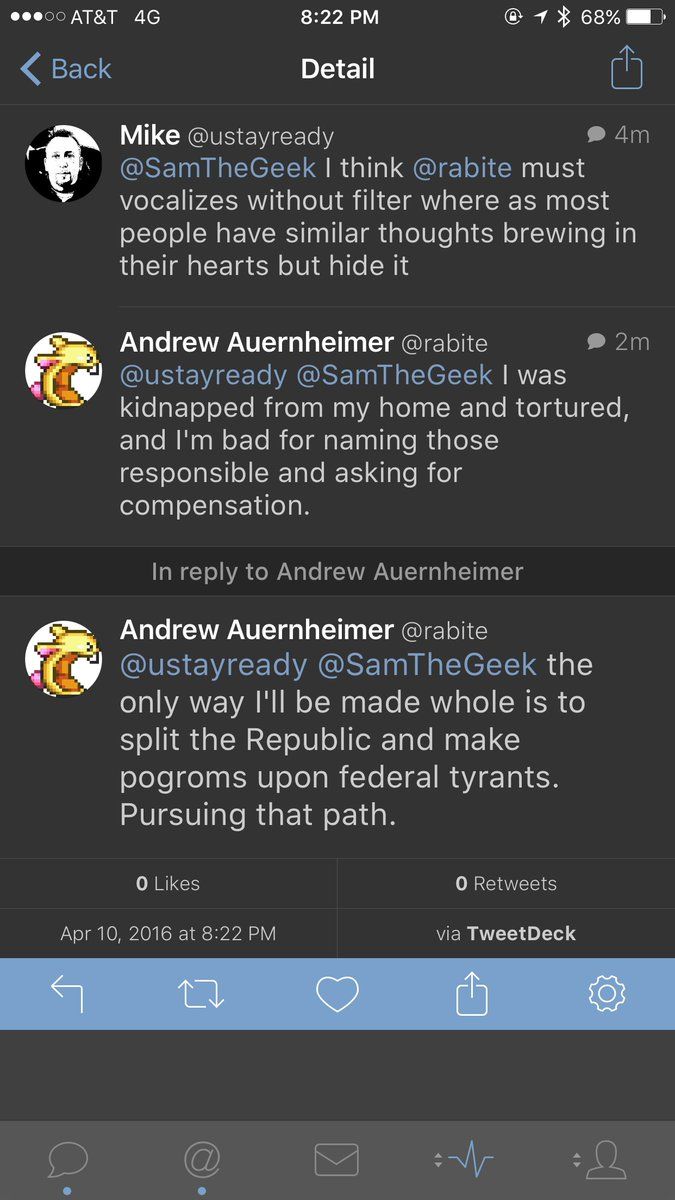 AT&T 4G 8:22 PM 68%
Back Detail
Mike @ustayready 4m
@SamTheGeek I think @rabite must
vocalizes without filter where as most
people have similar thoughts brewing in
their hearts but hide it
Andrew Auernheimer @rabite 2m
@ustayready @SamTheGeek I was
kidnapped from my home and tortured,
and I'm bad for naming those
responsible and asking for
compensation.
In reply to Andrew Auernheimer
Andrew Auernheimer @rabite
@ustayready @SamTheGeek the
only way I'll be made whole is to
split the Republic and make
pogroms upon federal tyrants.
Pursuing that path.
0 Likes 0 Retweets
Apr 10, 2016 at 8:22 PM via TweetDeck